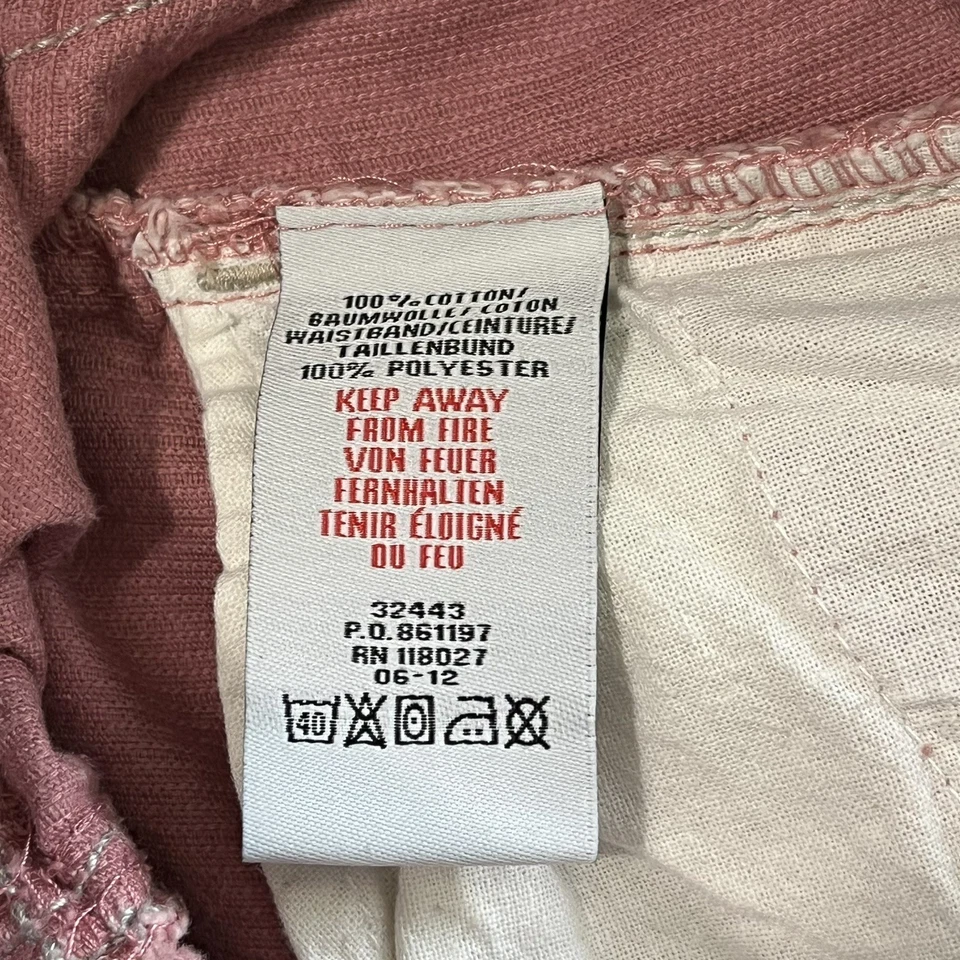 100% COTTON/
BAUMWOLLE/ COTON
WAISTBAND/CEINTURE/
TAILLENBUND
100% POLYESTER
KEEP AWAY
FROM FIRE
VON FEUER
FERNHALTEN
TENIR ÉLOIGNÉ
DU FEU
32443
P.O. 861197
RN 118027
06-12
40